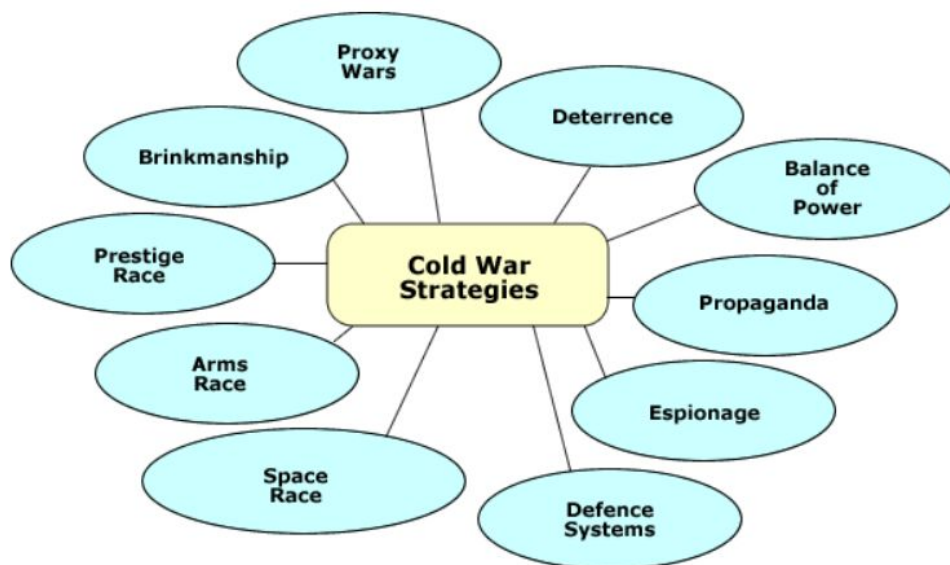 Proxy
Wars
Deterrence
Brinkmanship
Balance
of
Power
Prestige
Race
Cold War
Strategies
Propaganda
Arms
Race
Espionage
Space
Race
Defence
Systems